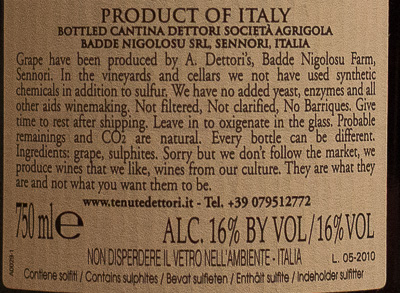 PRODUCT OF ITALY
BOTTLED CANTINA DETTORI SOCIETÀ AGRIGOLA
BADDE NIGOLOSU SRL, SENNORI, ITALIA
Grape have been produced by A. Dettori's, Badde Nigolosu Farm,
Sennori. In the vineyards and cellars we not have used synthetic
chemicals in addition to sulfur. We have no added yeast, enzymes and all
other aids winemaking. Not filtered, Not clarified, No Barriques. Give
time to rest after shipping. Leave in to oxigenate in the glass. Probable
remainings and CO2 are natural. Every bottle can be different.
Ingredients: grape, sulphites. Sorry but we don't follow the market, we
produce wines that we like, wines from our culture. They are what they
are and not what you want them to be.
www.tenutedettori.it - Tel. +39 079512772
750 ml e ALC. 16% BY VOL/16% VOL
NON DISPERDERE IL VETRO NELL'AMBIENTE - ITALIA L. 05-2010
Contiene solfiti / Contains sulphites / Bevat sulfieten / Enthält sulfite / Indeholder sulfitter